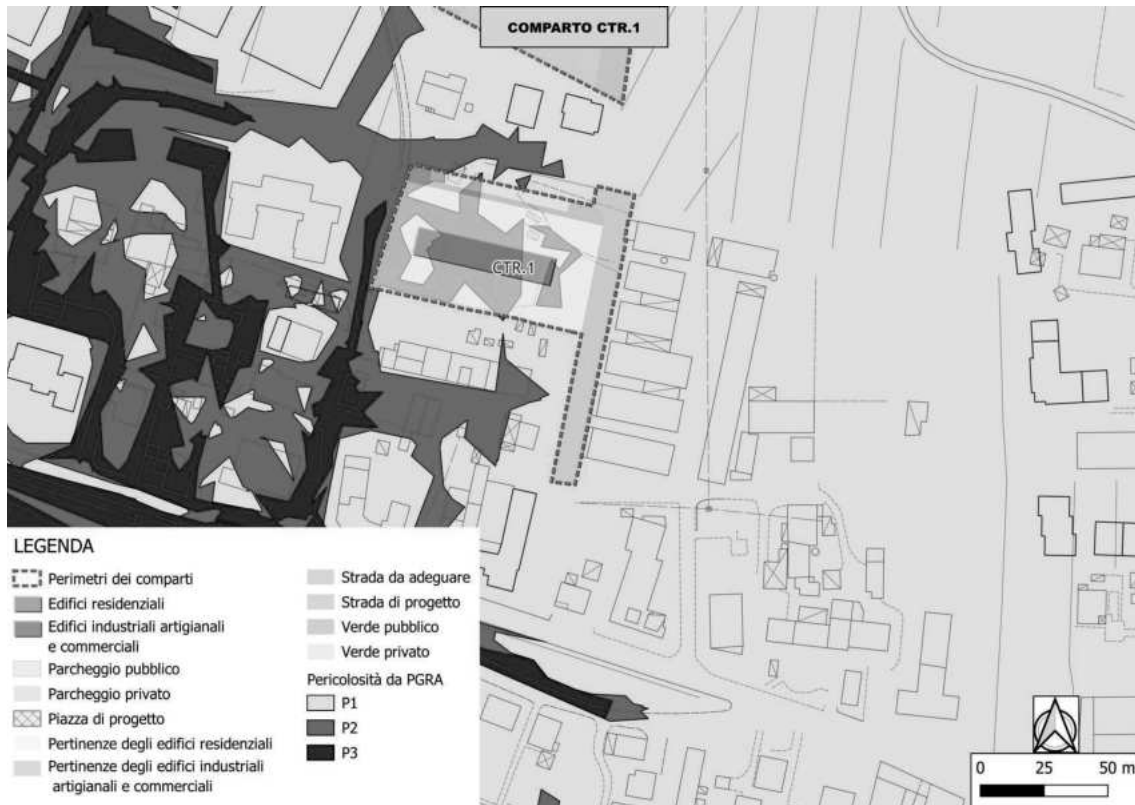 COMPARTO CTR.1
CTR.1
LEGENDA
Perimetri dei comparti
Edifici residenziali
Edifici industriali artigianali
e commerciali
Parcheggio pubblico
Parcheggio privato
Piazza di progetto
Pertinenze degli edifici residenziali
Pertinenze degli edifici industriali
artigianali e commerciali
Strada da adeguare
Strada di progetto
Verde pubblico
Verde privato
Pericolosità da PGRA
P1
P2
P3
0 25 50 m